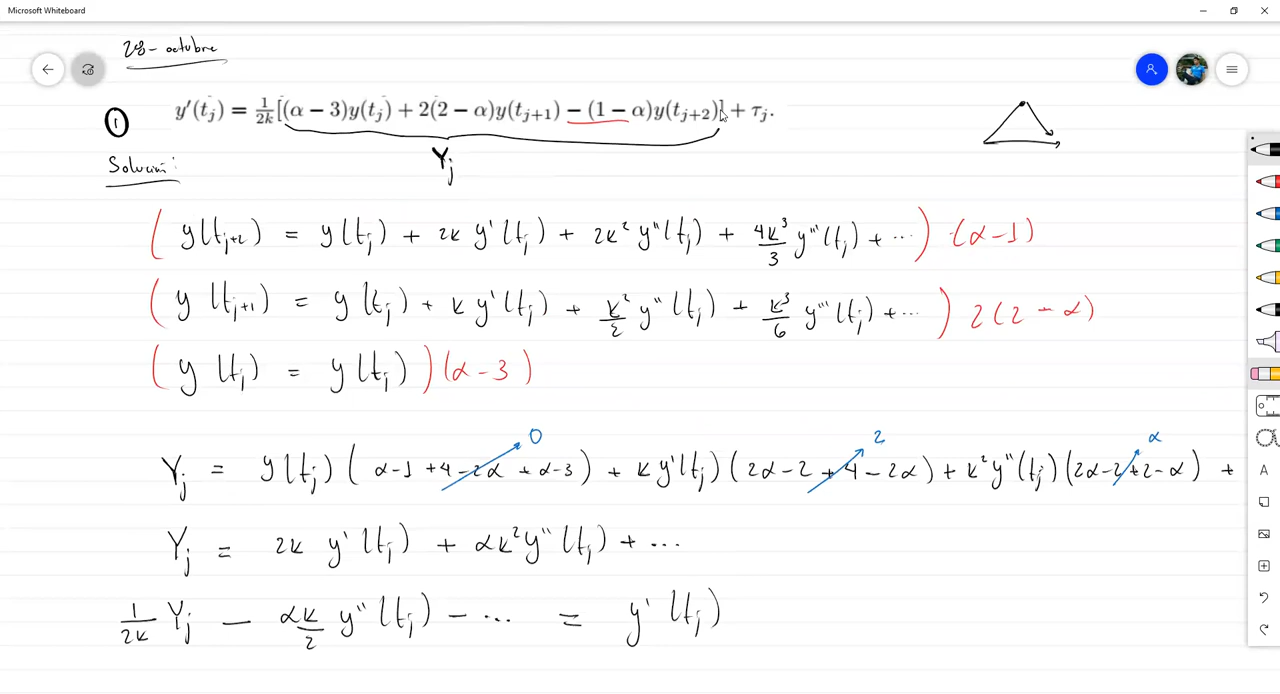 Microsoft Whiteboard
28- octubre
① y′(t_j) = 1/2k [(α − 3)y(t_j) + 2(2 − α)y(t_{j+1}) − (1 − α)y(t_{j+2})] + τ_j.
Y_j
Solución:
( y(t_{j+2}) = y(t_j) + 2k y'(t_j) + 2k² y''(t_j) + 4k³/3 y'''(t_j) + ... ) · (α−1)
( y(t_{j+1}) = y(t_j) + k y'(t_j) + k²/2 y''(t_j) + k³/6 y'''(t_j) + ... ) 2(2 − α)
( y(t_j) = y(t_j) ) (α − 3)
0 2 α
Y_j = y(t_j) ( α−1 +4−2α +α−3 ) + k y'(t_j) ( 2α−2 +4−2α ) + k² y''(t_j) (2α−2+2−α) +
Y_j = 2k y'(t_j) + αk² y''(t_j) + ...
1/2k Y_j − αk/2 y''(t_j) − ... = y'(t_j)
A